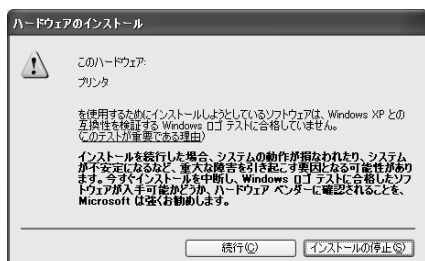 ハードウェアのインストール
このハードウェア:
プリンタ
を使用するためにインストールしようとしているソフトウェアは、Windows XP との
互換性を検証する Windows ロゴ テストに合格していません。
(このテストが重要である理由)
インストールを続行した場合、システムの動作が損なわれたり、システム
が不安定になるなど、重大な障害を引き起こす要因となる可能性があり
ます。今すぐインストールを中断し、Windows ロゴ テストに合格したソフ
トウェアが入手可能かどうか、ハードウェア ベンダーに確認されることを、
Microsoft は強くお勧めします。
続行(C)
インストールの停止(S)